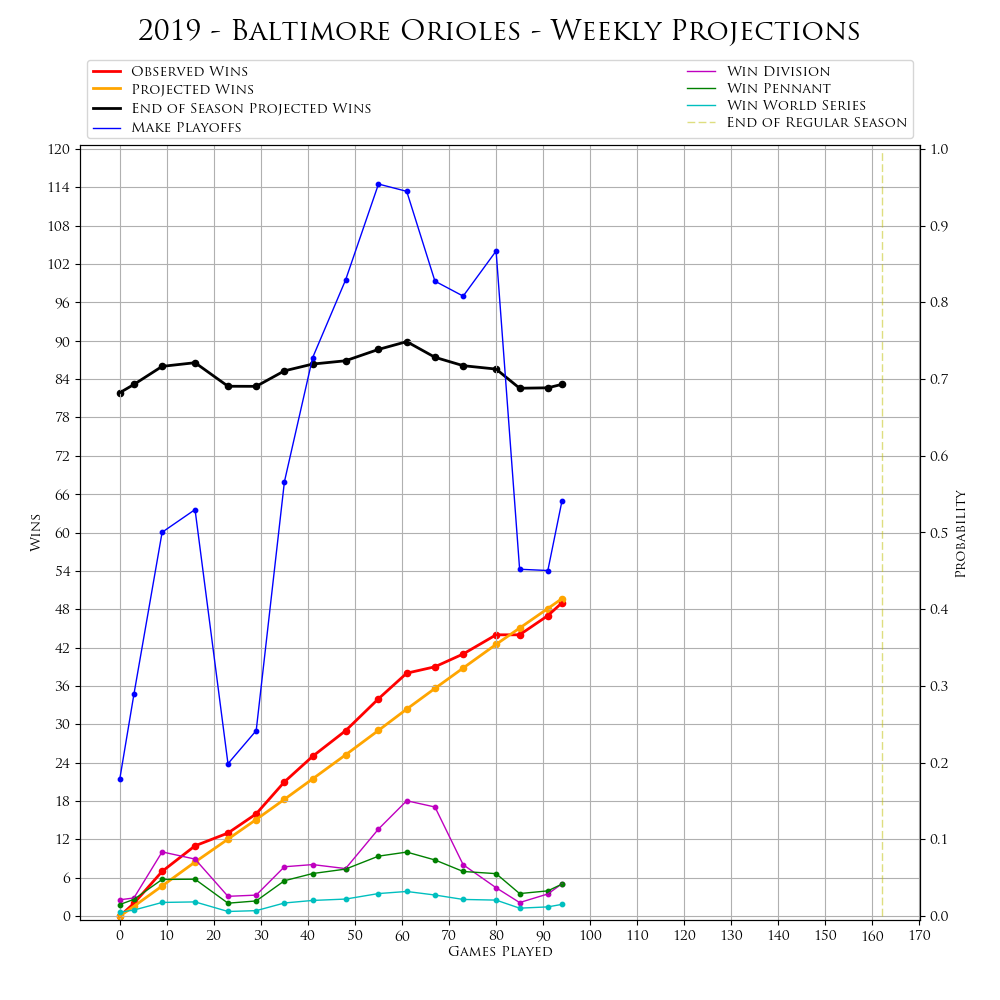 2019 - Baltimore Orioles - Weekly Projections
Observed Wins
Projected Wins
End of Season Projected Wins
Make Playoffs
Win Division
Win Pennant
Win World Series
End of Regular Season
120
114
108
102
96
90
84
78
72
66
60
54
48
42
36
30
24
18
12
6
0
Wins
1.0
0.9
0.8
0.7
0.6
0.5
0.4
0.3
0.2
0.1
0.0
Probability
0 10 20 30 40 50 60 70 80 90 100 110 120 130 140 150 160 170
Games Played